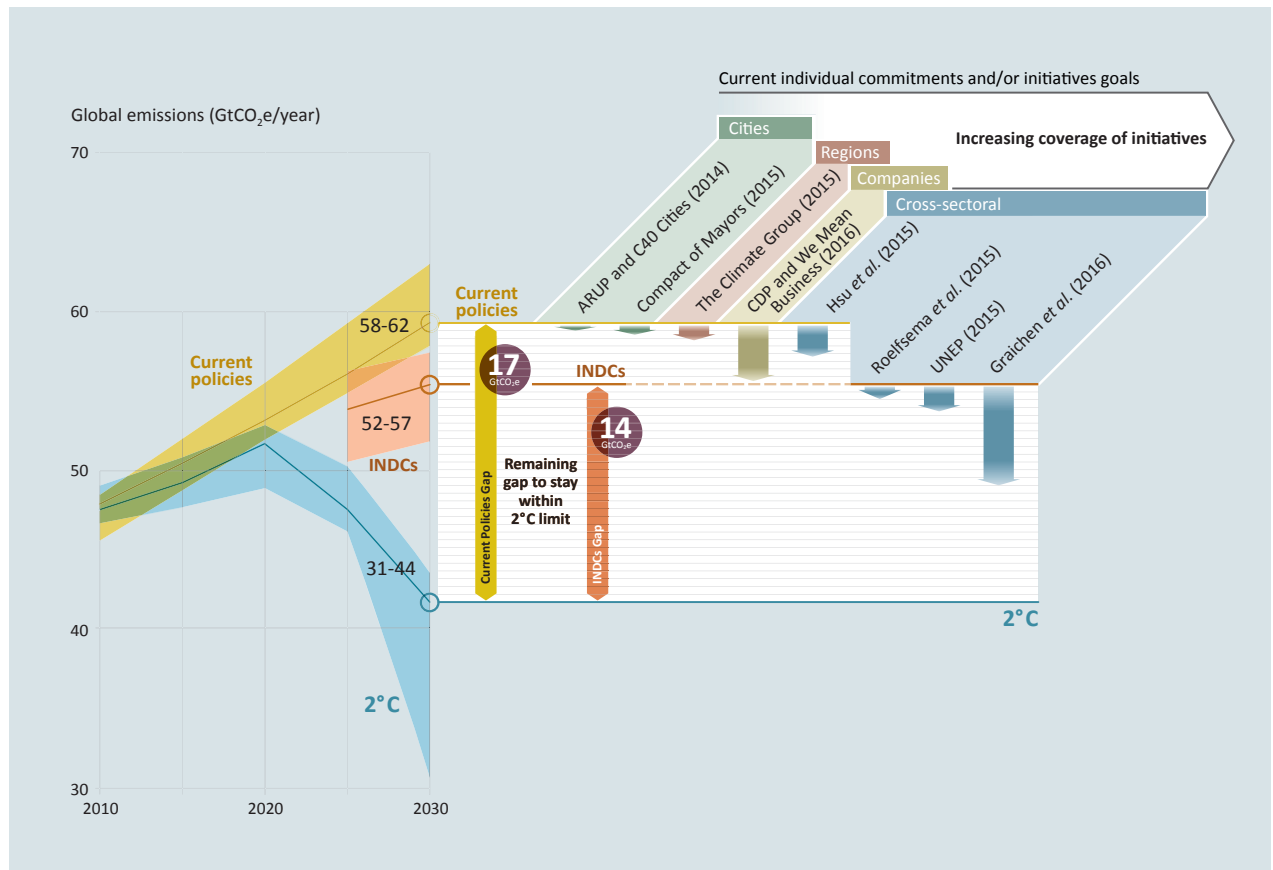 Current individual commitments and/or initiatives goals
Increasing coverage of initiatives
Cities
Regions
Companies
Cross-sectoral
ARUP and C40 Cities (2014)
Compact of Mayors (2015)
The Climate Group (2015)
CDP and We Mean
Business (2016)
Hsu et al. (2015)
Roelfsema et al. (2015)
UNEP (2015)
Graichen et al. (2016)
Global emissions (GtCO₂e/year)
70
60
50
40
30
2010
2020
2030
Current
policies
58-62
52-57
INDCs
31-44
2°C
Current
policies
17
GtCO₂e
INDCs
14
GtCO₂e
Remaining
gap to stay
within
2°C limit
Current Policies Gap
INDCs Gap
2°C